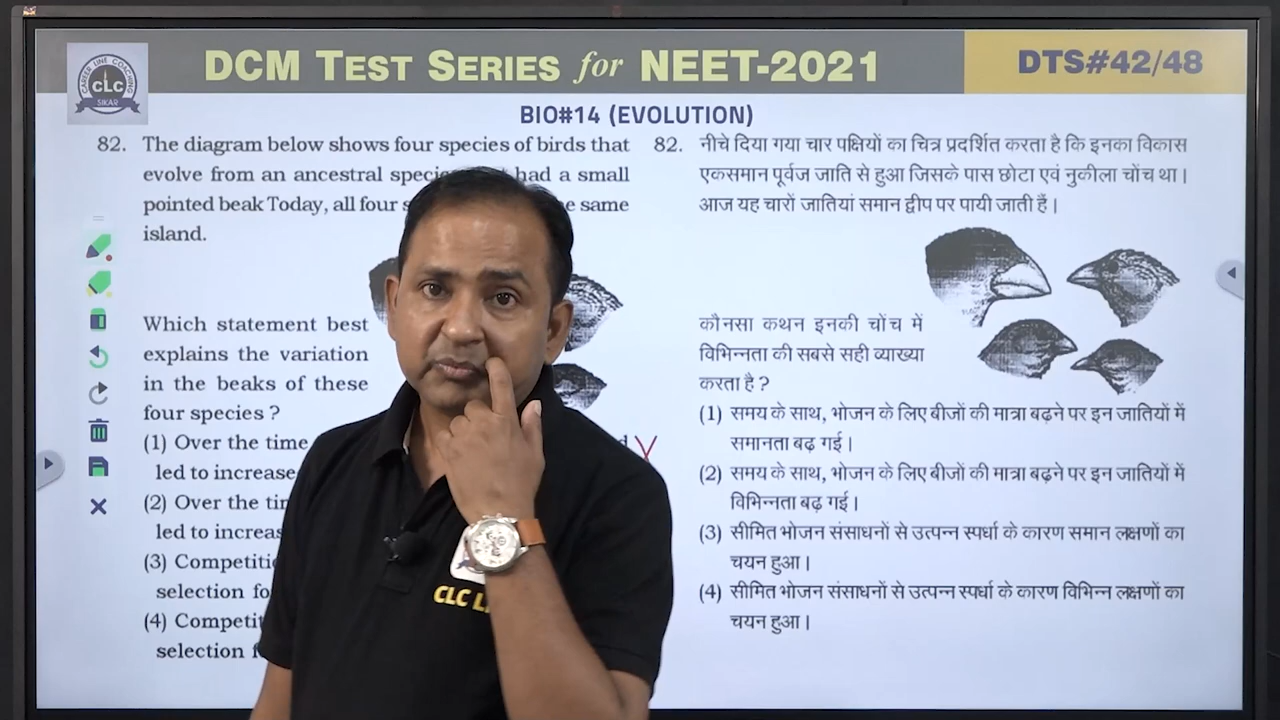 DCM TEST SERIES for NEET-2021
DTS#42/48
CAREER LINE COACHING
CLC
SIKAR
BIO#14 (EVOLUTION)
82. The diagram below shows four species of birds that
evolve from an ancestral had a small
pointed beak Today, all four same
island.
Which statement best
explains the variation
in the beaks of these
four species ?
(1) Over the time
led to increase
(2) Over the
led to
(3)
selection
(4)
selection
82. नीचे दिया गया चार पक्षियों का चित्र प्रदर्शित करता है कि इनका विकास
एकसमान पूर्वज जाति से हुआ जिसके पास छोटा एवं नुकीला चोंच था।
आज यह चारों जातियां समान द्वीप पर पायी जाती हैं।
कौनसा कथन इनकी चोंच में
विभिन्नता की सबसे सही व्याख्या
करता है ?
(1) समय के साथ, भोजन के लिए बीजों की मात्रा बढ़ने पर इन जातियों में
समानता बढ़ गई।
(2) समय के साथ, भोजन के लिए बीजों की मात्रा बढ़ने पर इन जातियों में
विभिन्नता बढ़ गई।
(3) सीमित भोजन संसाधनों से उत्पन्न स्पर्धा के कारण समान लक्षणों का
चयन हुआ।
(4) सीमित भोजन संसाधनों से उत्पन्न स्पर्धा के कारण विभिन्न लक्षणों का
चयन हुआ।
CLC